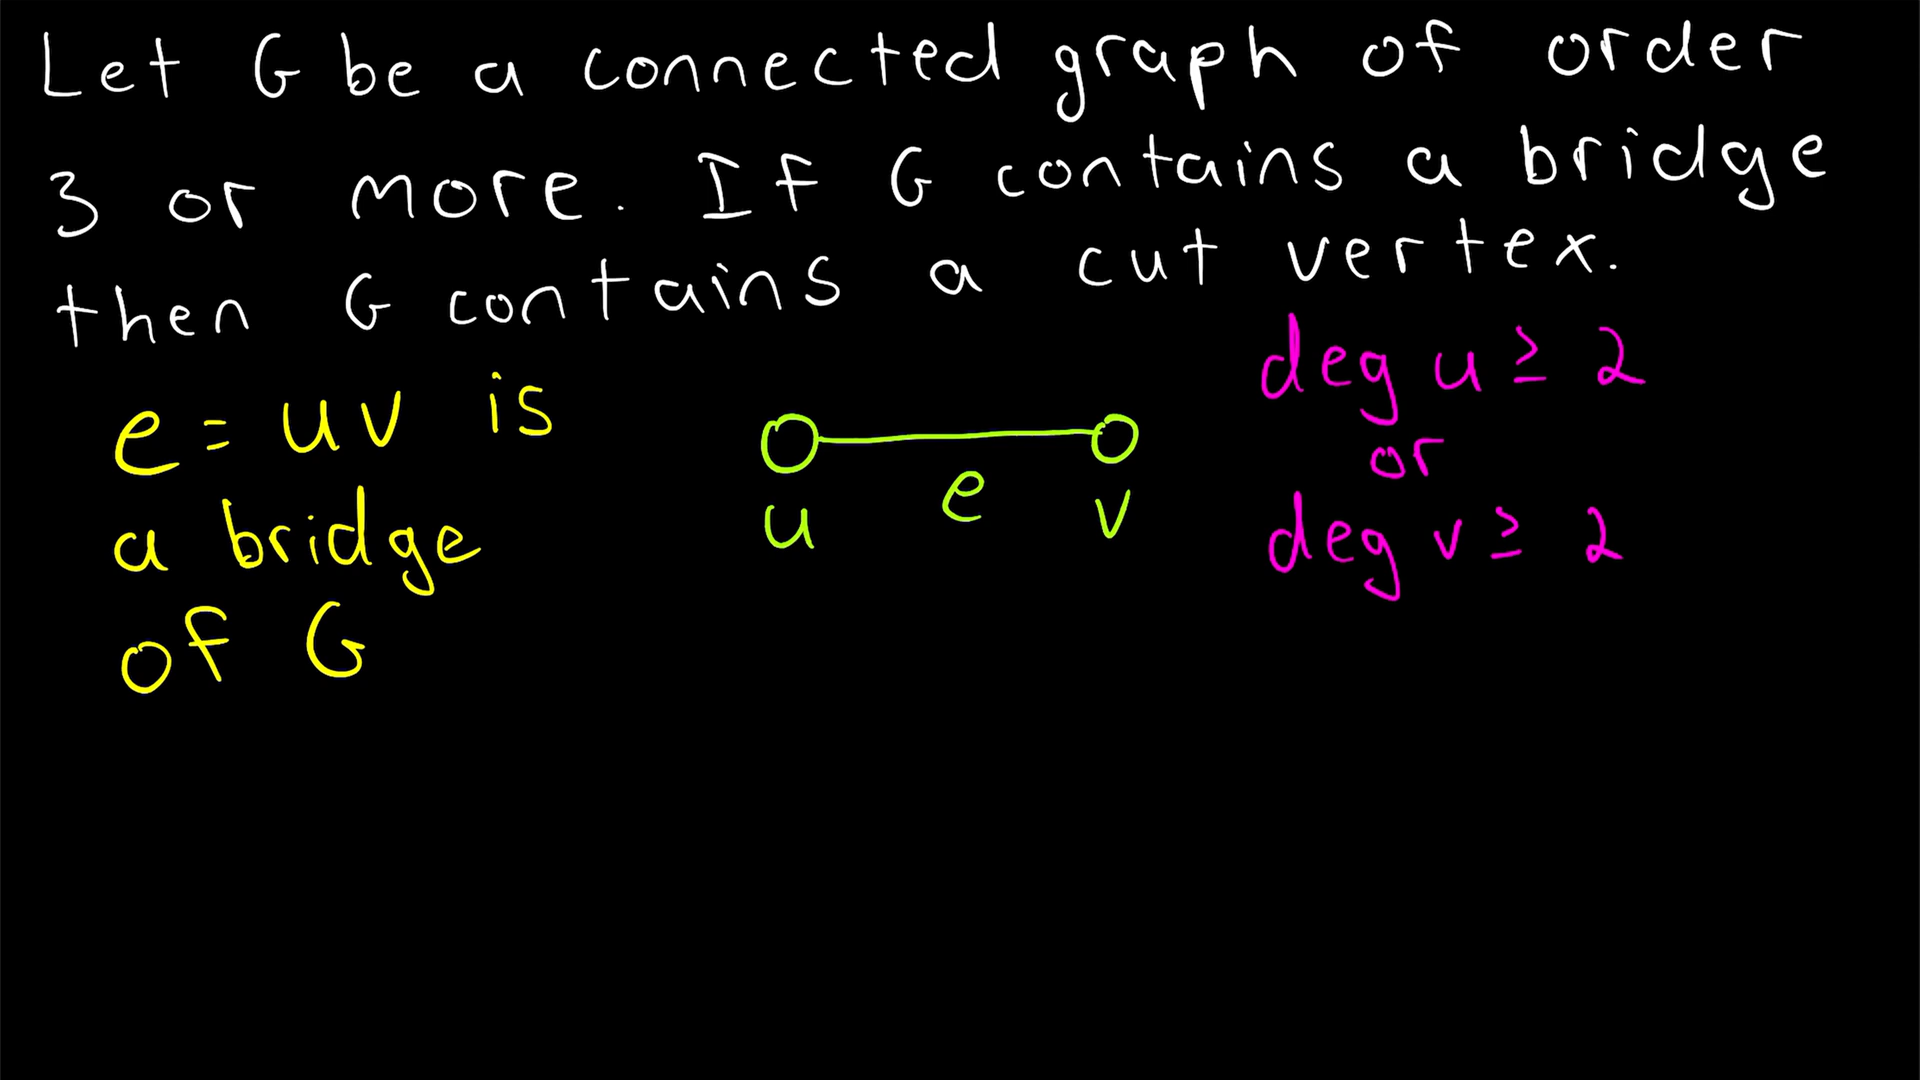 Let G be a connected graph of order
3 or more. If G contains a bridge
then G contains a cut vertex.
e = uv is
a bridge
of G
e
u
v
deg u ≥ 2
or
deg v ≥ 2